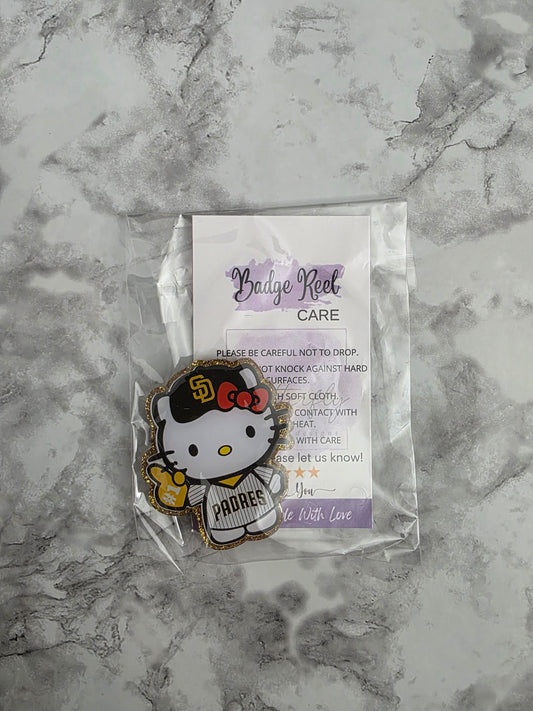 Badge Reel
CARE
PLEASE BE CAREFUL NOT TO DROP.
OT KNOCK AGAINST HARD
SURFACES.
H SOFT CLOTH.
CONTACT WITH
HEAT.
WITH CARE
ase let us know!
You
le With Love
SD
#1
PADRES